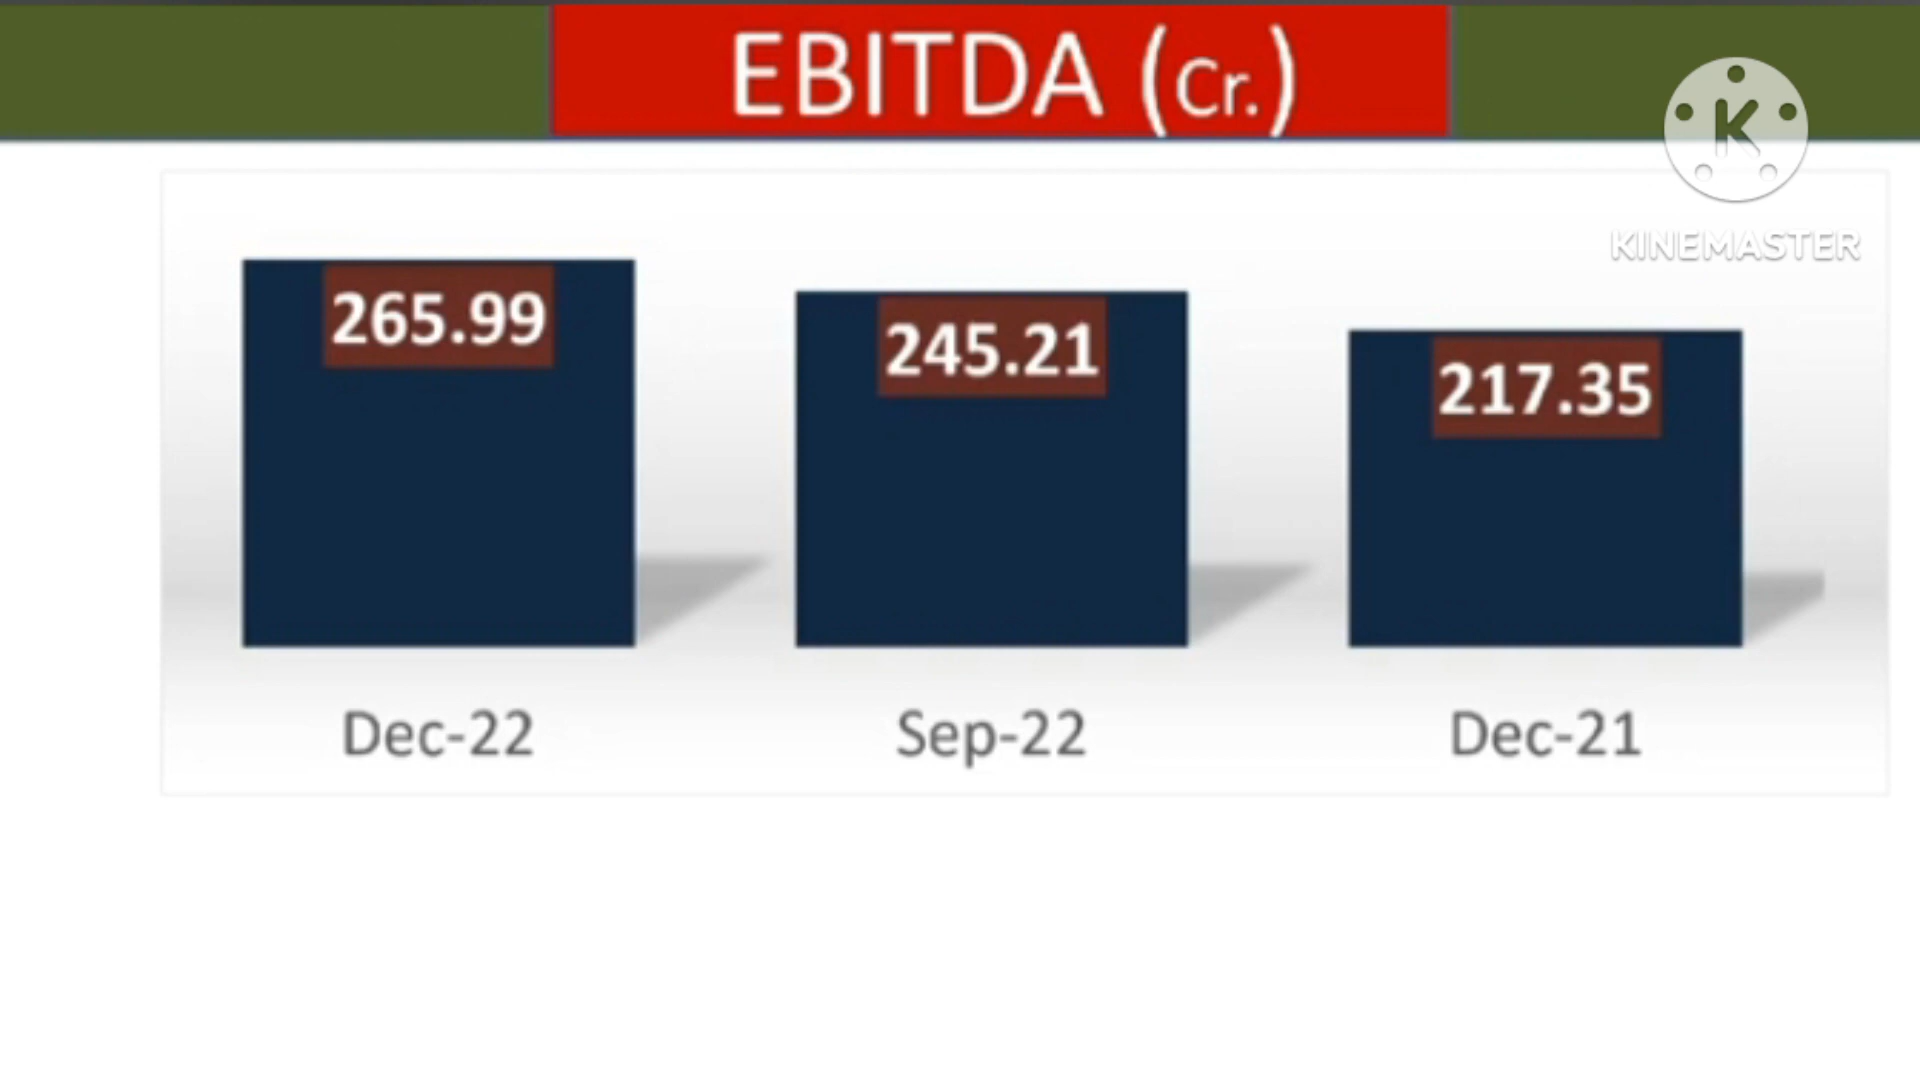 EBITDA (Cr.)
K
KINEMASTER
265.99
245.21
217.35
Dec-22
Sep-22
Dec-21